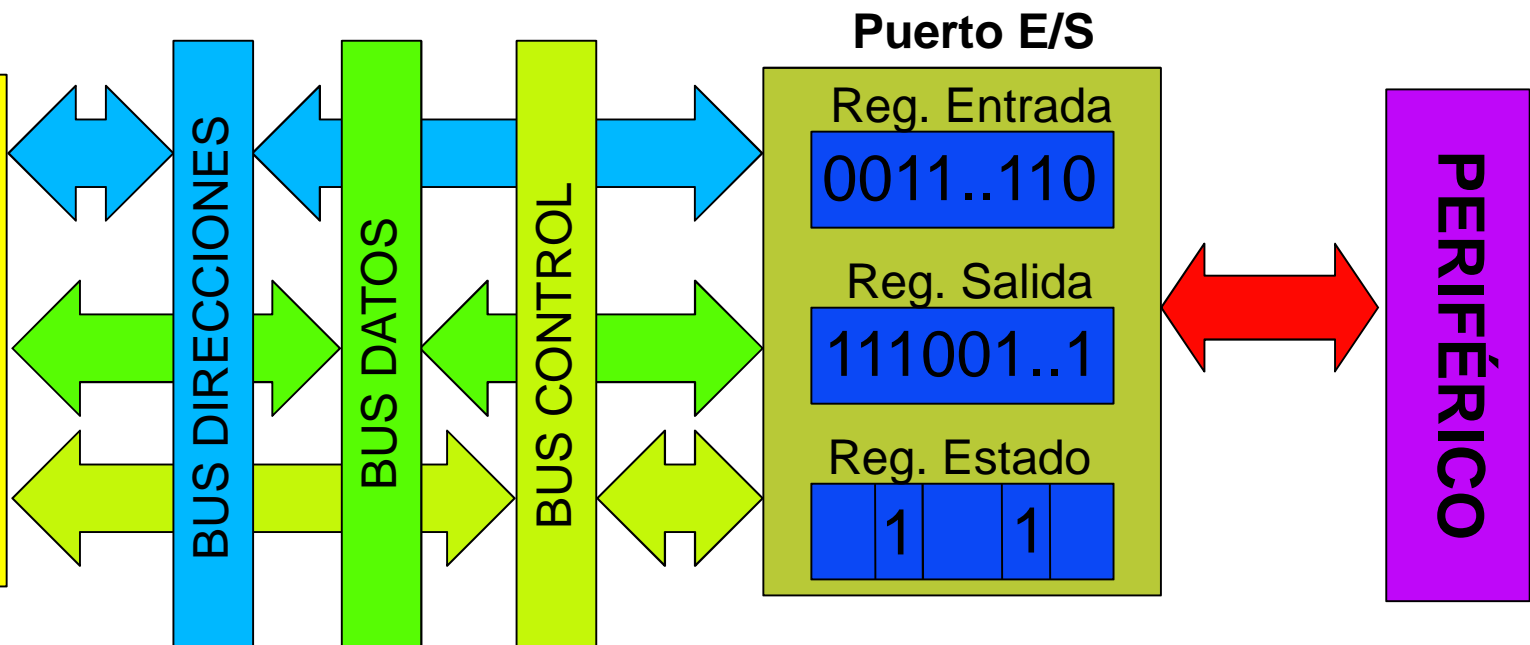 Puerto E/S
BUS DIRECCIONES
BUS DATOS
BUS CONTROL
Reg. Entrada
0011..110
Reg. Salida
111001..1
Reg. Estado
1 1
PERIFÉRICO